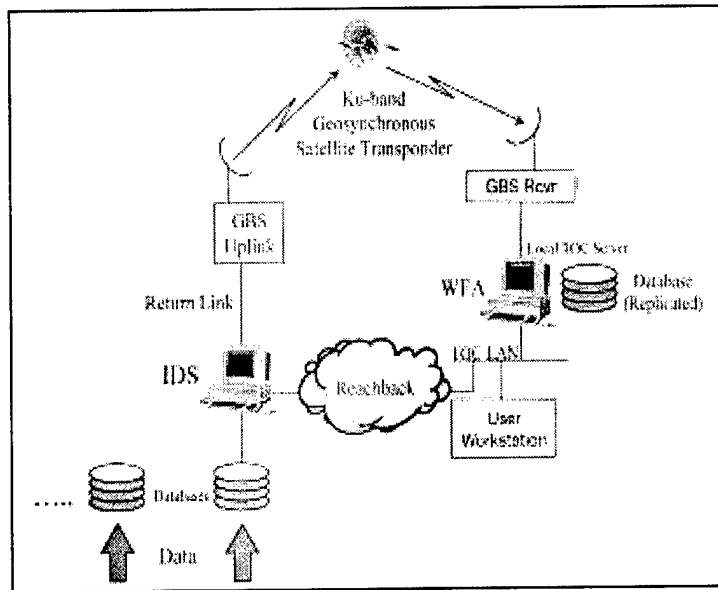 Ku-band
Geosynchronous
Satellite Transponder
GBS Rcvr
GBS
Uplink
Local TOC Server
WFA
Database
(Replicated)
Return Link
TOC LAN
IDS
Reachback
User
Workstation
..... Databases
Data